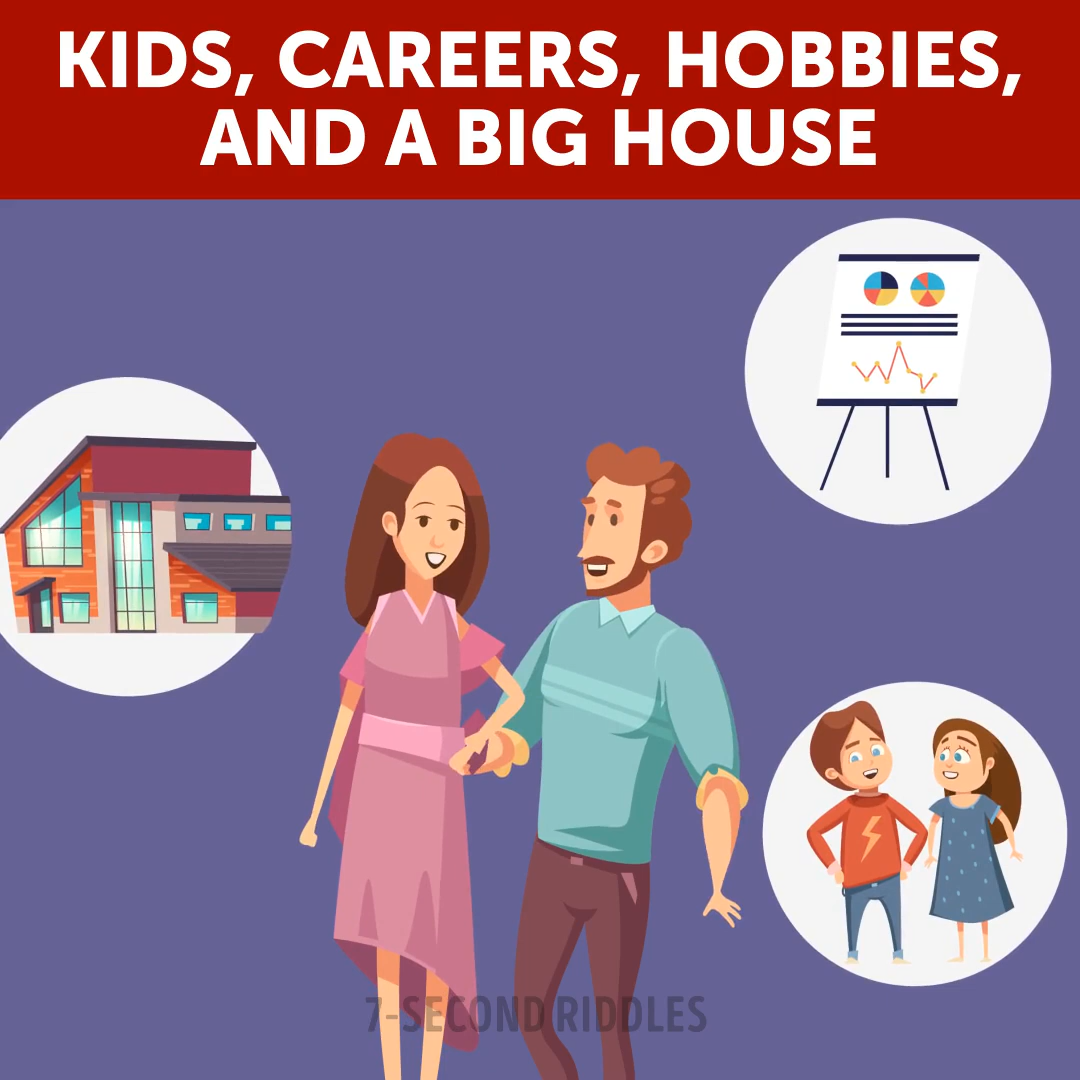 KIDS, CAREERS, HOBBIES,
AND A BIG HOUSE
7-SECOND RIDDLES